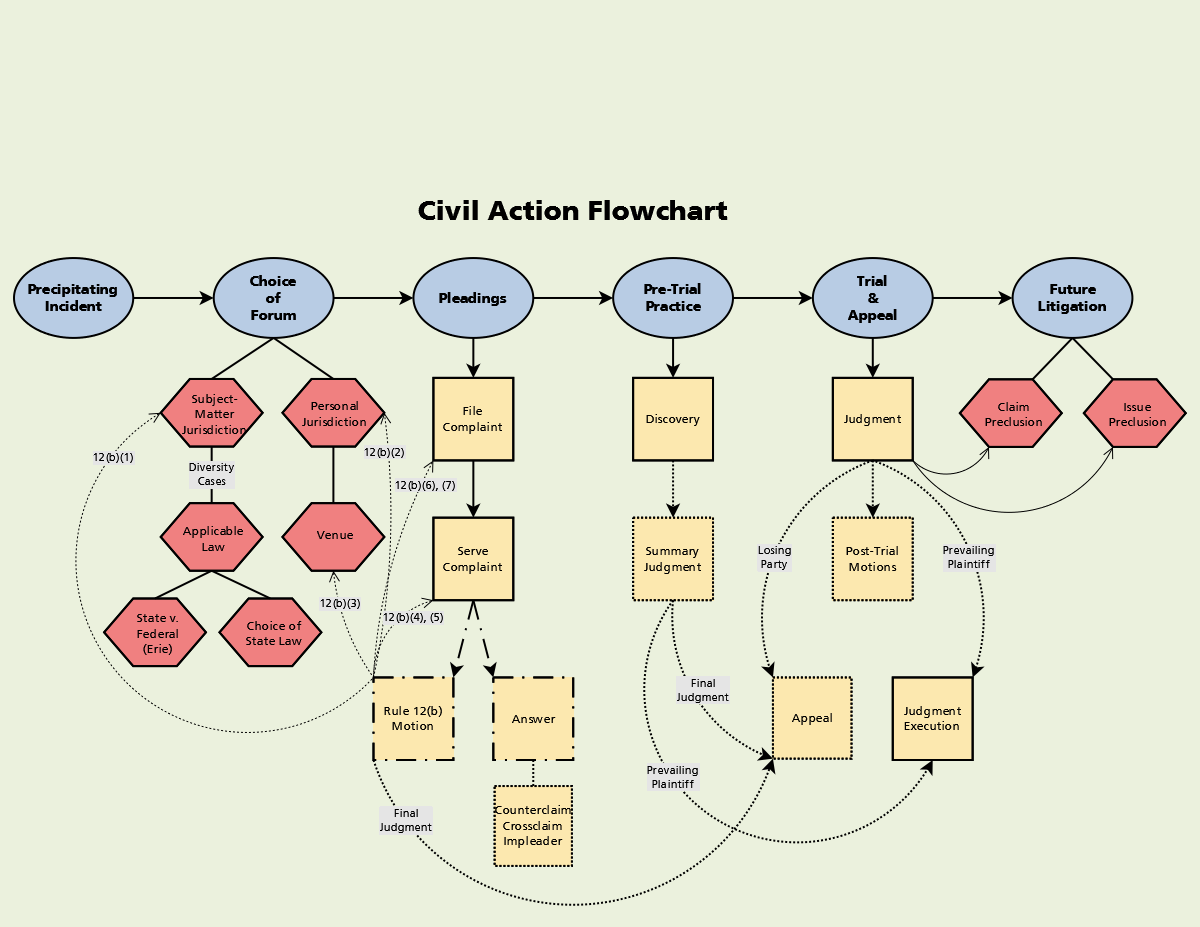 Civil Action Flowchart
Precipitating
Incident
Choice
of
Forum
Pleadings
Pre-Trial
Practice
Trial
&
Appeal
Future
Litigation
Subject-
Matter
Jurisdiction
Personal
Jurisdiction
File
Complaint
Discovery
Judgment
Claim
Preclusion
Issue
Preclusion
12(b)(1)
Diversity
Cases
12(b)(2)
12(b)(6), (7)
Applicable
Law
Venue
Serve
Complaint
Summary
Judgment
Losing
Party
Post-Trial
Motions
Prevailing
Plaintiff
12(b)(3)
12(b)(4), (5)
State v.
Federal
(Erie)
Choice of
State Law
Rule 12(b)
Motion
Answer
Final
Judgment
Appeal
Judgment
Execution
Prevailing
Plaintiff
Final
Judgment
Counterclaim
Crossclaim
Impleader